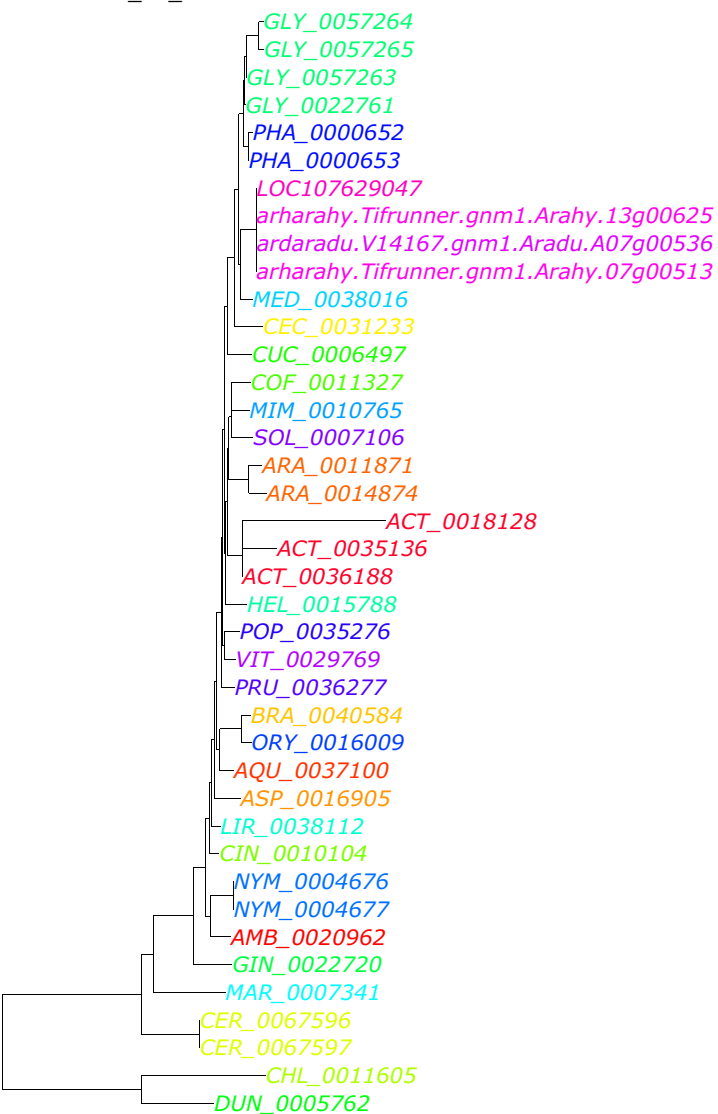 GLY_0057264
GLY_0057265
GLY_0057263
GLY_0022761
PHA_0000652
PHA_0000653
LOC107629047
arharahy.Tifrunner.gnm1.Arahy.13g00625
ardaradu.V14167.gnm1.Aradu.A07g00536
arharahy.Tifrunner.gnm1.Arahy.07g00513
MED_0038016
CEC_0031233
CUC_0006497
COF_0011327
MIM_0010765
SOL_0007106
ARA_0011871
ARA_0014874
ACT_0018128
ACT_0035136
ACT_0036188
HEL_0015788
POP_0035276
VIT_0029769
PRU_0036277
BRA_0040584
ORY_0016009
AQU_0037100
ASP_0016905
LIR_0038112
CIN_0010104
NYM_0004676
NYM_0004677
AMB_0020962
GIN_0022720
MAR_0007341
CER_0067596
CER_0067597
CHL_0011605
DUN_0005762